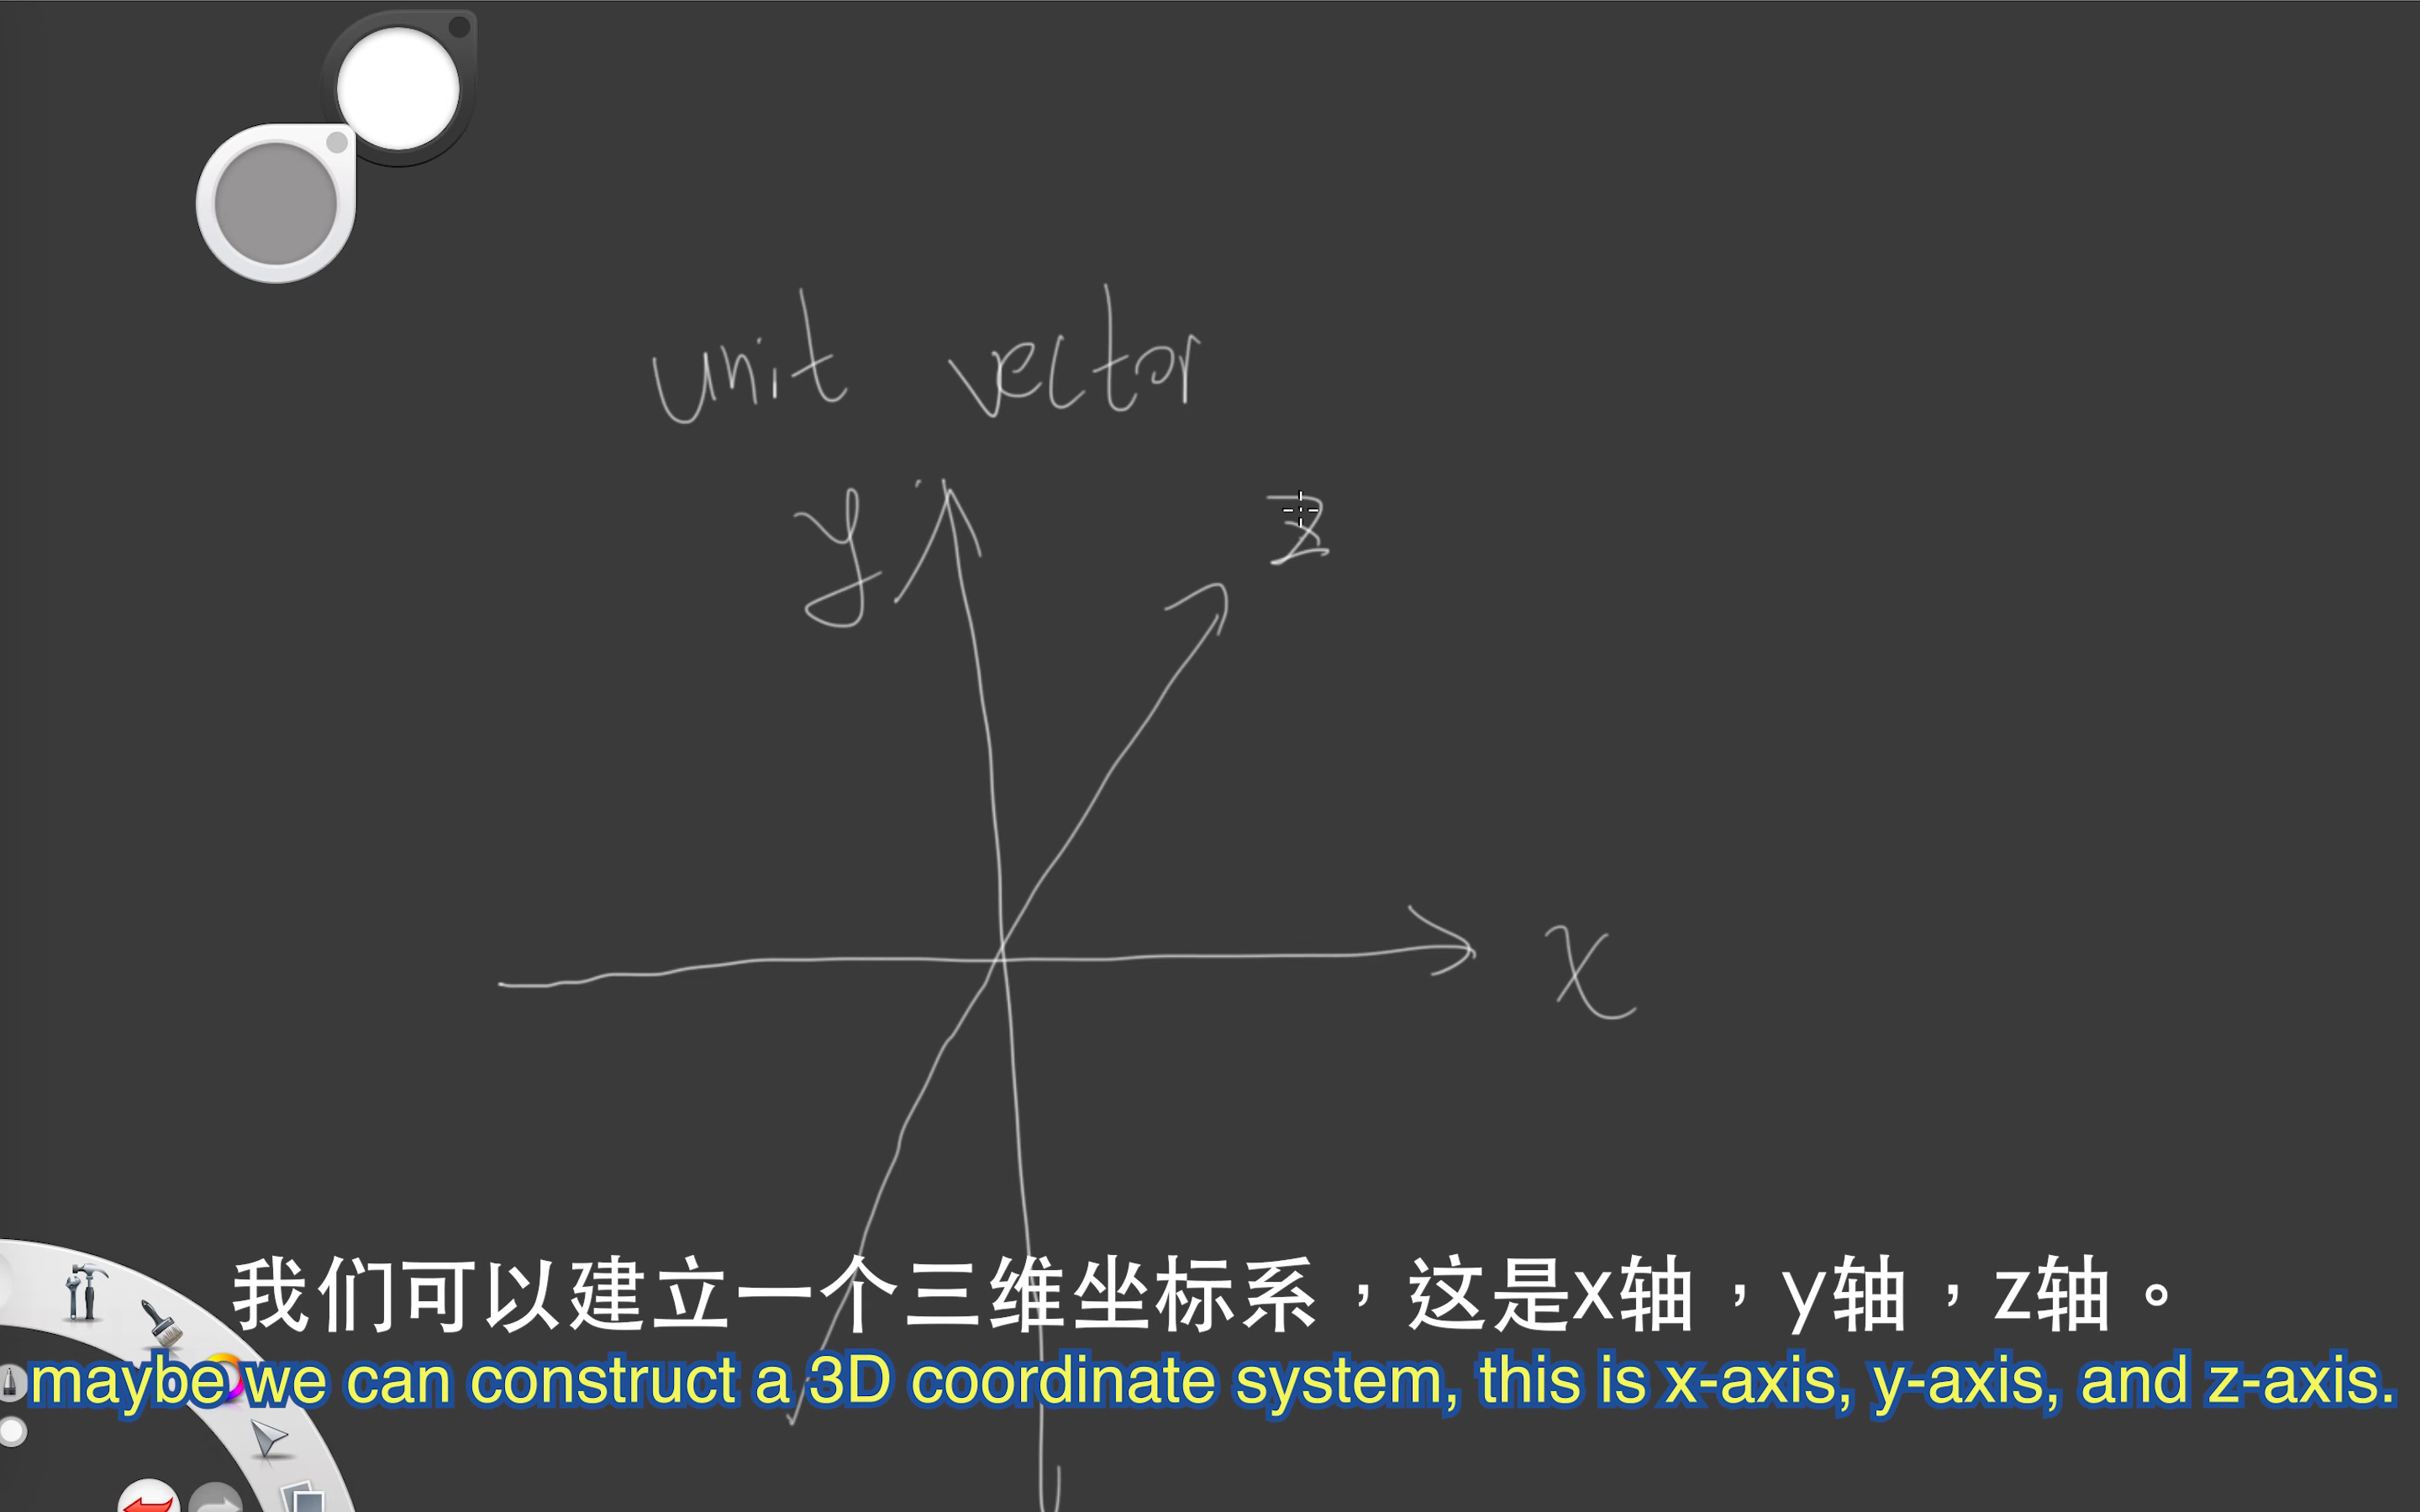 unit vector
y
z
x
我们可以建立一个三维坐标系，这是x轴，y轴，z轴。
maybe we can construct a 3D coordinate system, this is x-axis, y-axis, and z-axis.